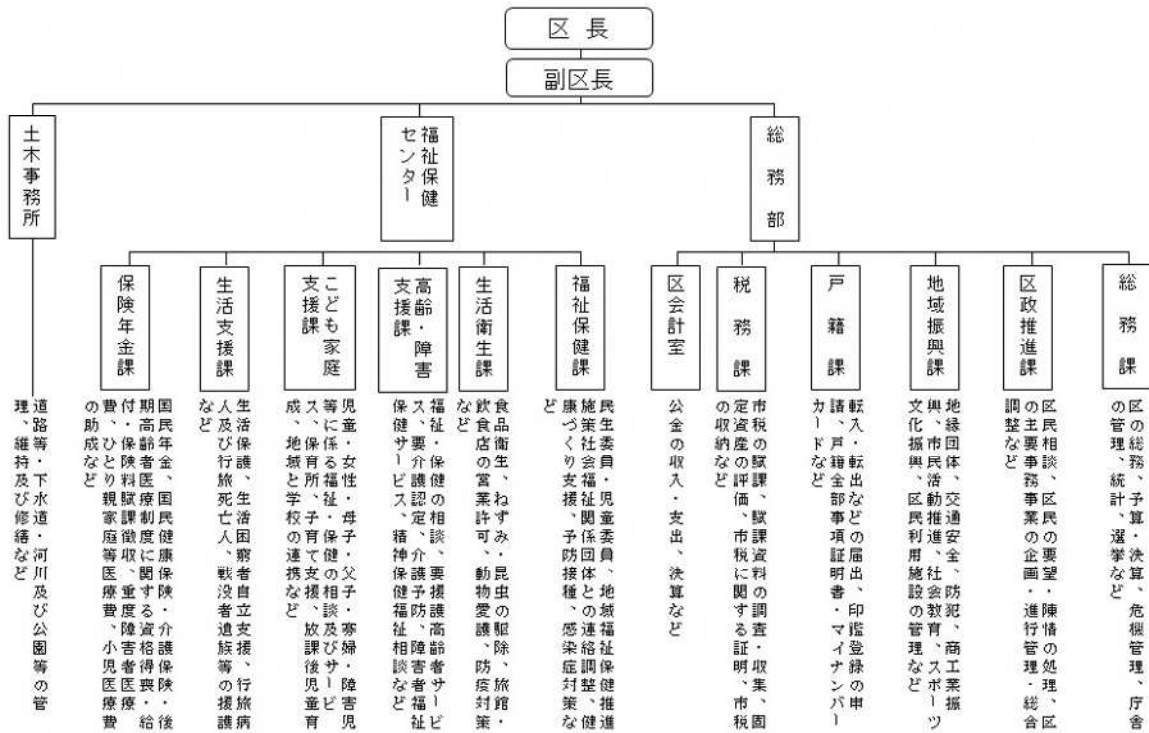 区長
副区長
総務部
福祉保健
センター
土木事務所
総務課
区政推進課
地域振興課
戸籍課
税務課
区会計室
福祉保健課
生活衛生課
高齢・障害
支援課
こども家庭
支援課
生活支援課
保険年金課
区の総務、予算・決算、危機管理、庁舎
の管理、統計、選挙など
区民相談、区民の要望・陳情の処理、区
の主要事務事業の企画・進行管理・総合
調整など
地縁団体、交通安全、防犯、商工業振
興、市民活動推進、社会教育、スポーツ
文化振興、区民利用施設の管理など
転入・転出などの届出、印鑑登録の申
請、戸籍全部事項証明書・マイナンバー
カードなど
市税の賦課、賦課資料の調査・収集、固
定資産の評価、市税に関する証明、市税
の収納など
公金の収入・支出、決算など
民生委員・児童委員、地域福祉保健推進
施策社会福祉関係団体との連絡調整、健
康づくり支援、予防接種、感染症対策な
ど
食品衛生、ねずみ・昆虫の駆除、旅館・
飲食店の営業許可、動物愛護、防疫対策
など
福祉・保健の相談、要援護高齢者サービ
ス、要介護認定、介護予防、障害者福祉
保健サービス、精神保健福祉相談など
児童・女性・母子・父子・寡婦・障害児
等に係る福祉・保健の相談及びサービ
ス、保育所、子育て支援、放課後児童育
成、地域と学校の連携など
生活保護、生活困窮者自立支援、行旅病
人及び行旅死亡人、戦没者遺族等の援護
など
国民年金、国民健康保険・介護保険・後
期高齢者医療制度に関する資格得喪・給
付・保険料賦課徴収、重度障害者医療
費、ひとり親家庭等医療費、小児医療費
の助成など
道路等・下水道・河川及び公園等の管
理、維持及び修繕など